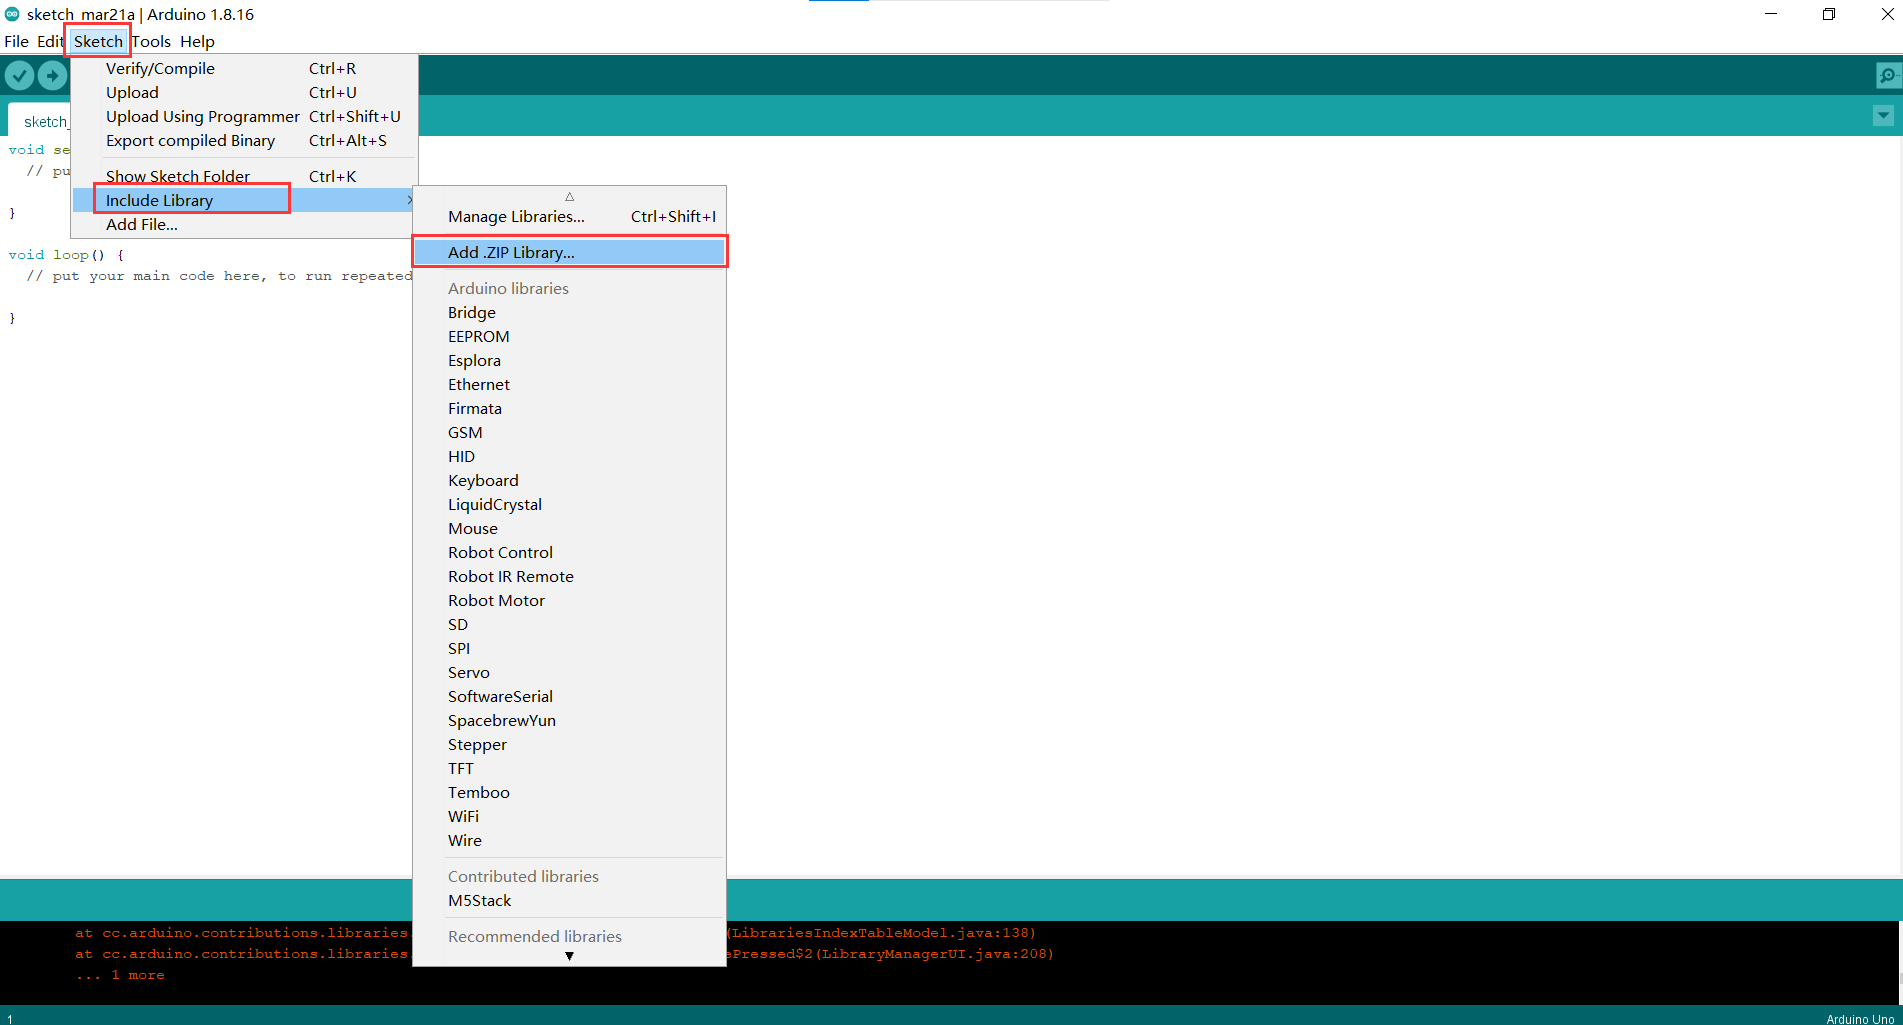 sketch_mar21a | Arduino 1.8.16
File Edit Sketch Tools Help
Verify/Compile Ctrl+R
Upload Ctrl+U
Upload Using Programmer Ctrl+Shift+U
Export compiled Binary Ctrl+Alt+S
Show Sketch Folder Ctrl+K
Include Library
Add File...
sketch_
void se
// pu
}
void loop() {
// put your main code here, to run repeated
}
Manage Libraries... Ctrl+Shift+I
Add .ZIP Library...
Arduino libraries
Bridge
EEPROM
Esplora
Ethernet
Firmata
GSM
HID
Keyboard
LiquidCrystal
Mouse
Robot Control
Robot IR Remote
Robot Motor
SD
SPI
Servo
SoftwareSerial
SpacebrewYun
Stepper
TFT
Temboo
WiFi
Wire
Contributed libraries
M5Stack
Recommended libraries
at cc.arduino.contributions.libraries. (LibrariesIndexTableModel.java:138)
at cc.arduino.contributions.libraries. ePressed$2(LibraryManagerUI.java:208)
... 1 more
1 Arduino Uno